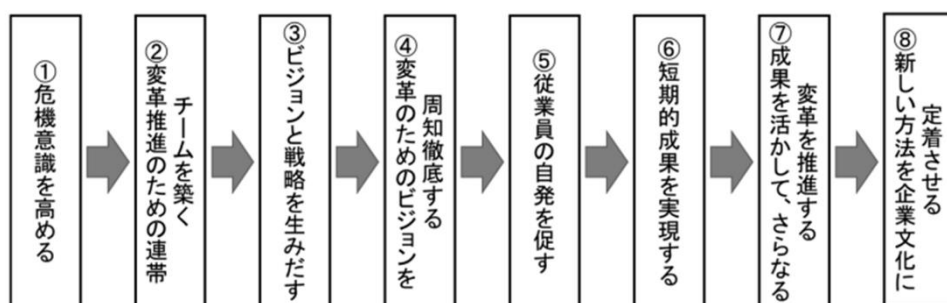 ①危機意識を高める
②変革推進のための連帯
チームを築く
③ビジョンと戦略を生みだす
④変革のためのビジョンを
周知徹底する
⑤従業員の自発を促す
⑥短期的成果を実現する
⑦成果を活かして、さらなる
変革を推進する
⑧新しい方法を企業文化に
定着させる